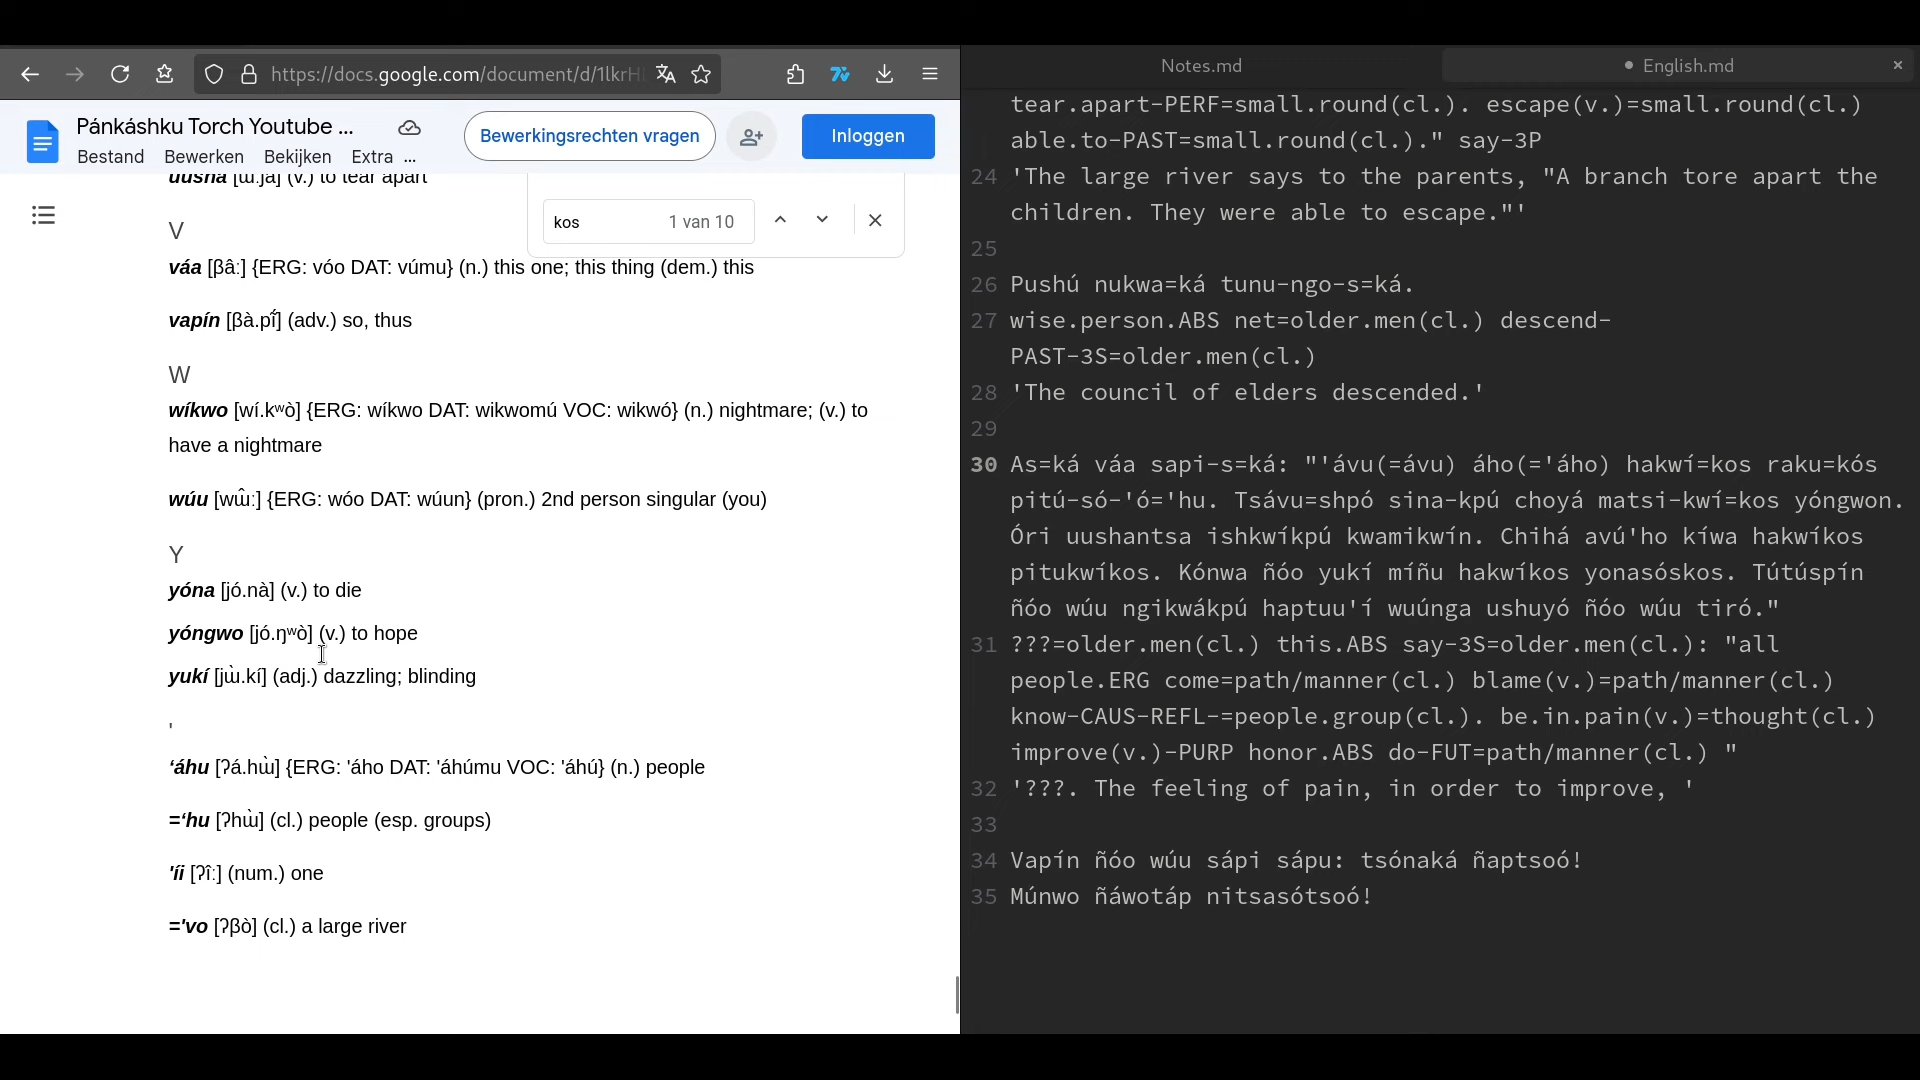 https://docs.google.com/document/d/1lkrH
Pánkáshku Torch Youtube ...
Bewerkingsrechten vragen
Inloggen
Bestand Bewerken Bekijken Extra ...
uusha [ɯː.ʃa] (v.) to tear apart
kos 1 van 10
V
váa [βâː] {ERG: vóo DAT: vúmu} (n.) this one; this thing (dem.) this
vapín [βà.pĩ́] (adv.) so, thus
W
wíkwo [wí.kʷò] {ERG: wíkwo DAT: wikwomú VOC: wikwó} (n.) nightmare; (v.) to
have a nightmare
wúu [wɯ̂ː] {ERG: wóo DAT: wúun} (pron.) 2nd person singular (you)
Y
yóna [jó.nà] (v.) to die
yóngwo [jó.ŋʷò] (v.) to hope
yukí [jɯ̀.kí] (adj.) dazzling; blinding
'
‘áhu [ʔá.hɯ̀] {ERG: 'áho DAT: 'áhúmu VOC: 'áhú} (n.) people
=‘hu [ʔhɯ̀] (cl.) people (esp. groups)
'íi [ʔîː] (num.) one
='vo [ʔβò] (cl.) a large river
Notes.md
English.md ×
tear.apart-PERF=small.round(cl.). escape(v.)=small.round(cl.)
able.to-PAST=small.round(cl.)." say-3P
24 'The large river says to the parents, "A branch tore apart the
children. They were able to escape."'
25
26 Pushú nukwa=ká tunu-ngo-s=ká.
27 wise.person.ABS net=older.men(cl.) descend-
PAST-3S=older.men(cl.)
28 'The council of elders descended.'
29
30 As=ká váa sapi-s=ká: "'ávu(=ávu) áho(='áho) hakwí=kos raku=kós
pitú-só-'ó='hu. Tsávu=shpó sina-kpú choyá matsi-kwí=kos yóngwon.
Óri uushantsa ishkwíkpú kwamikwín. Chihá avú'ho kíwa hakwíkos
pitukwíkos. Kónwa ñóo yukí míñu hakwíkos yonasóskos. Tútúspín
ñóo wúu ngikwákpú haptuu'í wuúnga ushuyó ñóo wúu tiró."
31 ???=older.men(cl.) this.ABS say-3S=older.men(cl.): "all
people.ERG come=path/manner(cl.) blame(v.)=path/manner(cl.)
know-CAUS-REFL-=people.group(cl.). be.in.pain(v.)=thought(cl.)
improve(v.)-PURP honor.ABS do-FUT=path/manner(cl.) "
32 '???. The feeling of pain, in order to improve, '
33
34 Vapín ñóo wúu sápi sápu: tsónaká ñaptsoó!
35 Múnwo ñáwotáp nitsasótsoó!